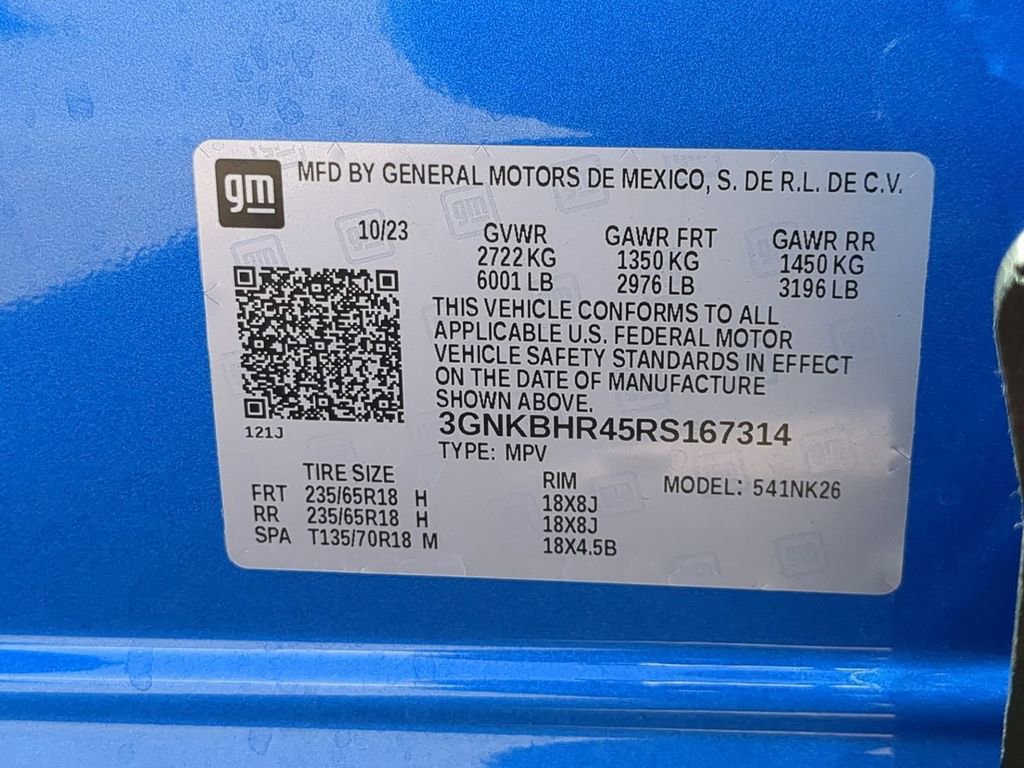 gm MFD BY GENERAL MOTORS DE MEXICO, S. DE R.L. DE C.V.
10/23 GVWR GAWR FRT GAWR RR
2722 KG 1350 KG 1450 KG
6001 LB 2976 LB 3196 LB
THIS VEHICLE CONFORMS TO ALL
APPLICABLE U.S. FEDERAL MOTOR
VEHICLE SAFETY STANDARDS IN EFFECT
ON THE DATE OF MANUFACTURE
SHOWN ABOVE.
121J 3GNKBHR45RS167314
TYPE: MPV
TIRE SIZE RIM MODEL: 541NK26
FRT 235/65R18 H 18X8J
RR 235/65R18 H 18X8J
SPA T135/70R18 M 18X4.5B